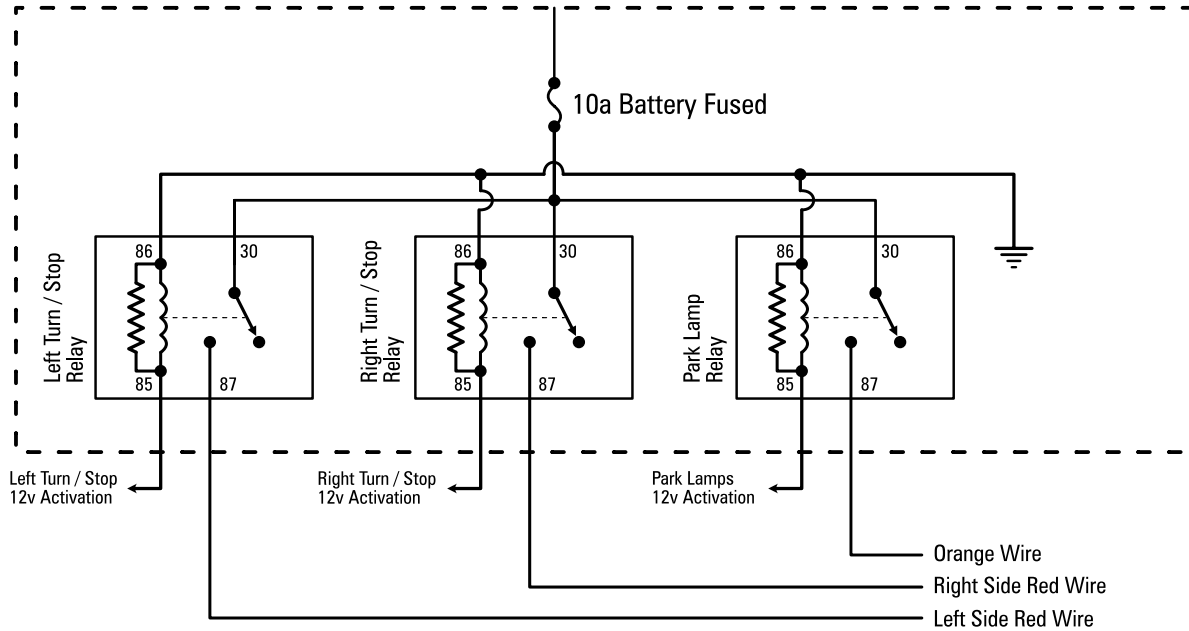 10a Battery Fused
Left Turn / Stop
Relay
86
30
85
87
Right Turn / Stop
Relay
86
30
85
87
Park Lamp
Relay
86
30
85
87
Left Turn / Stop
12v Activation
Right Turn / Stop
12v Activation
Park Lamps
12v Activation
Orange Wire
Right Side Red Wire
Left Side Red Wire